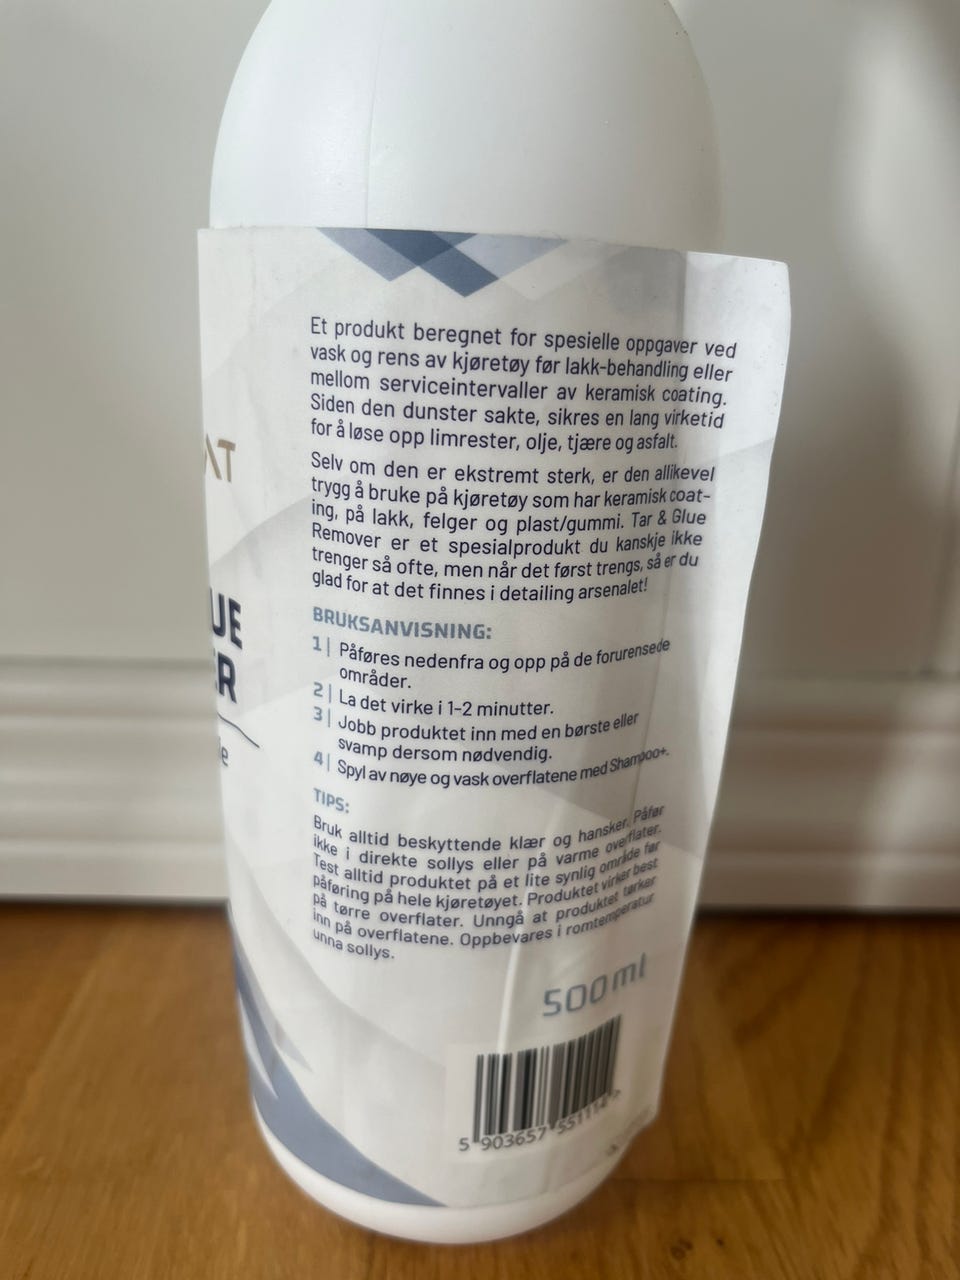 Et produkt beregnet for spesielle oppgaver ved
vask og rens av kjøretøy før lakk-behandling eller
mellom serviceintervaller av keramisk coating.
Siden den dunster sakte, sikres en lang virketid
for å løse opp limrester, olje, tjære og asfalt.
Selv om den er ekstremt sterk, er den allikevel
trygg å bruke på kjøretøy som har keramisk coat-
ing, på lakk, felger og plast/gummi. Tar & Glue
Remover er et spesialprodukt du kanskje ikke
trenger så ofte, men når det først trengs, så er du
glad for at det finnes i detailing arsenalet!
AT
UE
ER
BRUKSANVISNING:
1| Påføres nedenfra og opp på de forurensede
områder.
2| La det virke i 1-2 minutter.
3| Jobb produktet inn med en børste eller
svamp dersom nødvendig.
4| Spyl av nøye og vask overflatene med Shampoo+.
TIPS:
Bruk alltid beskyttende klær og hansker. Påfør
ikke i direkte sollys eller på varme overflater.
Test alltid produktet på et lite synlig område før
påføring på hele kjøretøyet. Produktet virker best
på tørre overflater. Unngå at produktet tørker
inn på overflatene. Oppbevares i romtemperatur
unna sollys.
500ml
5 903657 551114